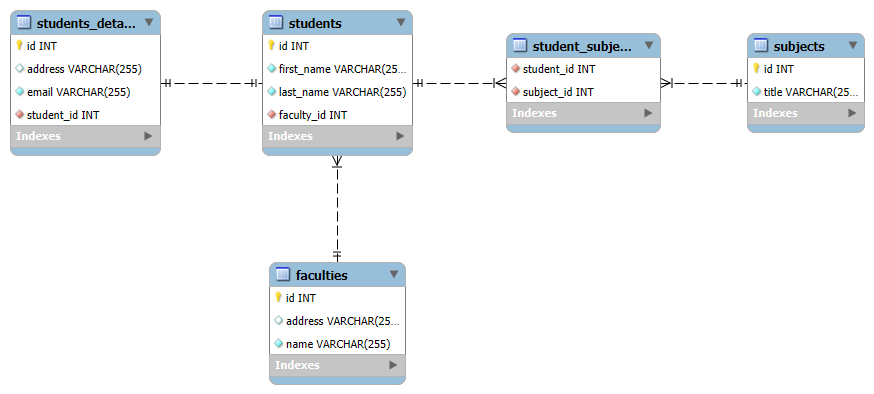 students_deta...
id INT
address VARCHAR(255)
email VARCHAR(255)
student_id INT
Indexes
students
id INT
first_name VARCHAR(25...
last_name VARCHAR(255)
faculty_id INT
Indexes
student_subje...
student_id INT
subject_id INT
Indexes
subjects
id INT
title VARCHAR(25...
Indexes
faculties
id INT
address VARCHAR(25...
name VARCHAR(255)
Indexes